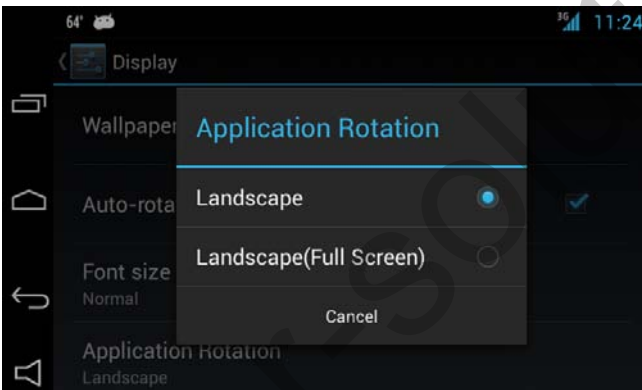 64° 3G 11:24
Display
Wallpaper
Application Rotation
Landscape
Auto-rota
Landscape(Full Screen)
Font size
Normal
Cancel
Application Rotation
Landscape